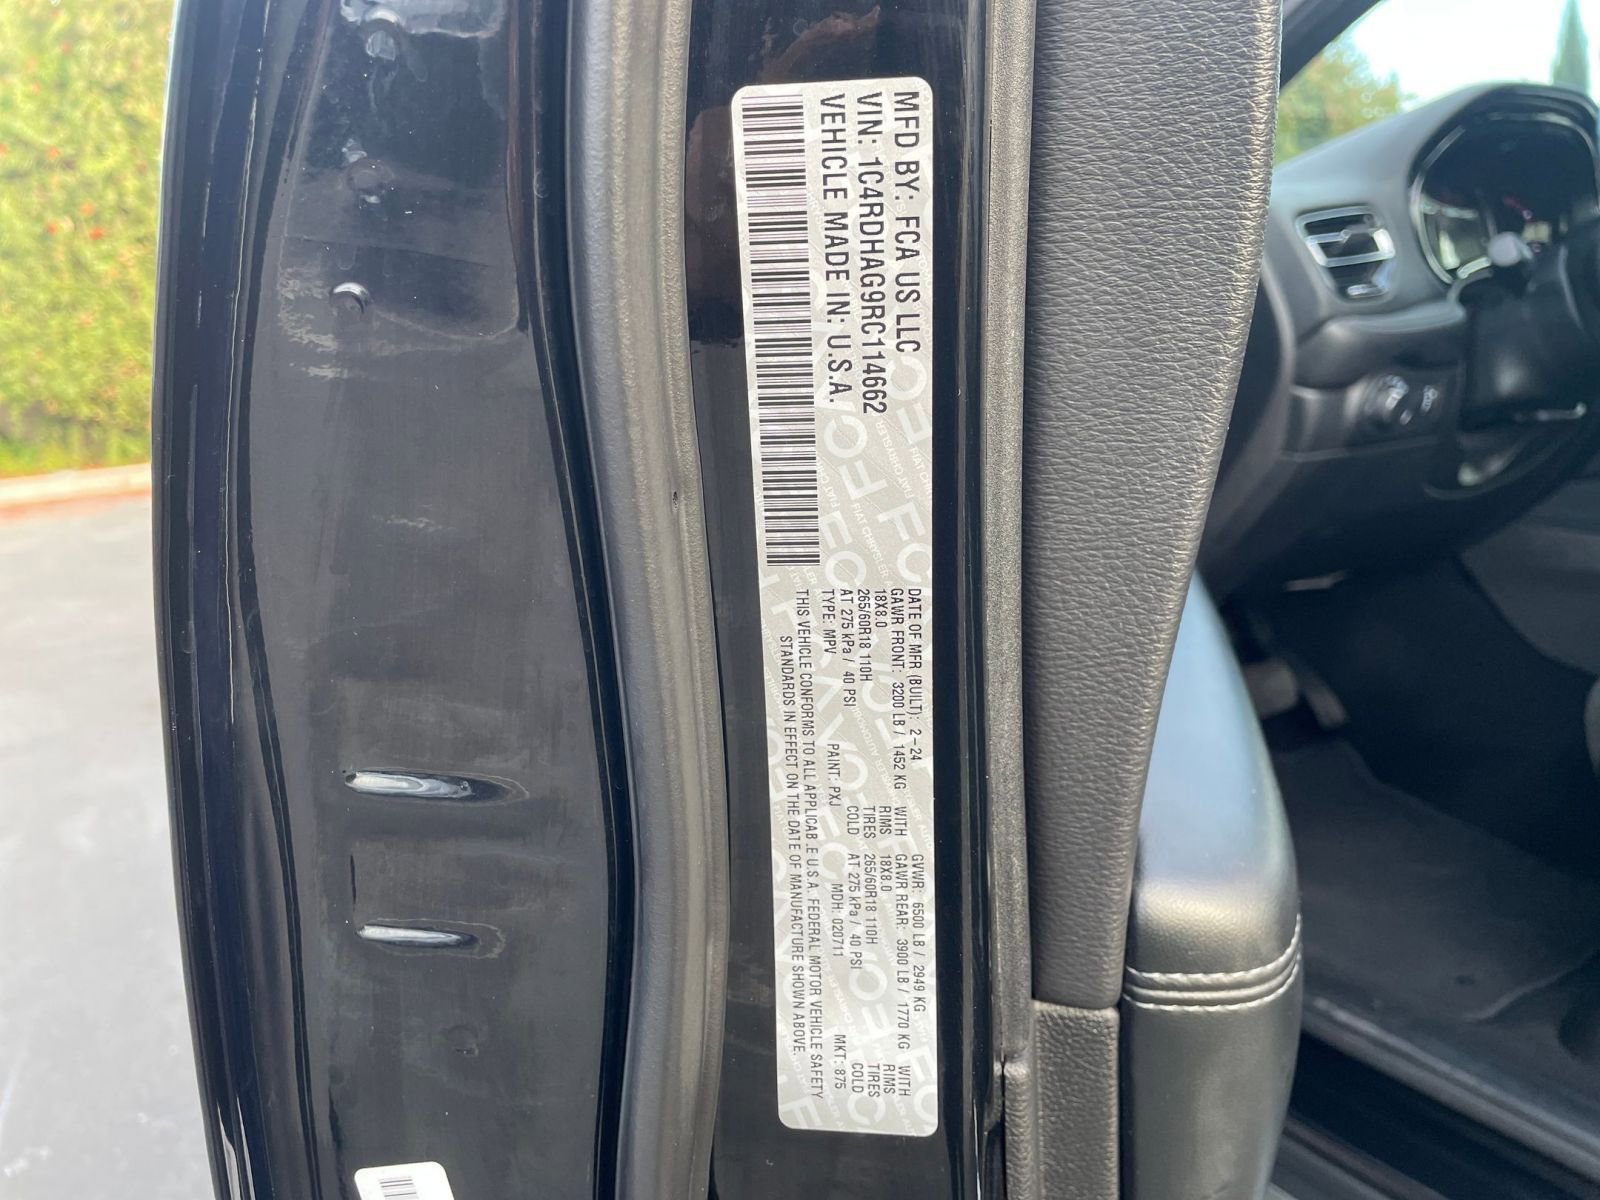 MFD BY: FCA US LLC
VIN: 1C4RDHAG9RC114662
VEHICLE MADE IN: U.S.A.
DATE OF MFR (BUILT): 2-24 GVWR: 6500 LB / 2949 KG
GAWR FRONT: 3200 LB / 1452 KG WITH GAWR REAR: 3900 LB / 1770 KG WITH
18X8.0 RIMS 18X8.0 RIMS
265/60R18 110H TIRES 265/60R18 110H TIRES
AT 275 kPa / 40 PSI COLD AT 275 kPa / 40 PSI COLD
TYPE: MPV PAINT: PXJ MDH: 020711 MKT: 875
THIS VEHICLE CONFORMS TO ALL APPLICAB.E U.S.A. FEDERAL MOTOR VEHICLE SAFETY
STANDARDS IN EFFECT ON THE DATE OF MANUFACTURE SHOWN ABOVE.